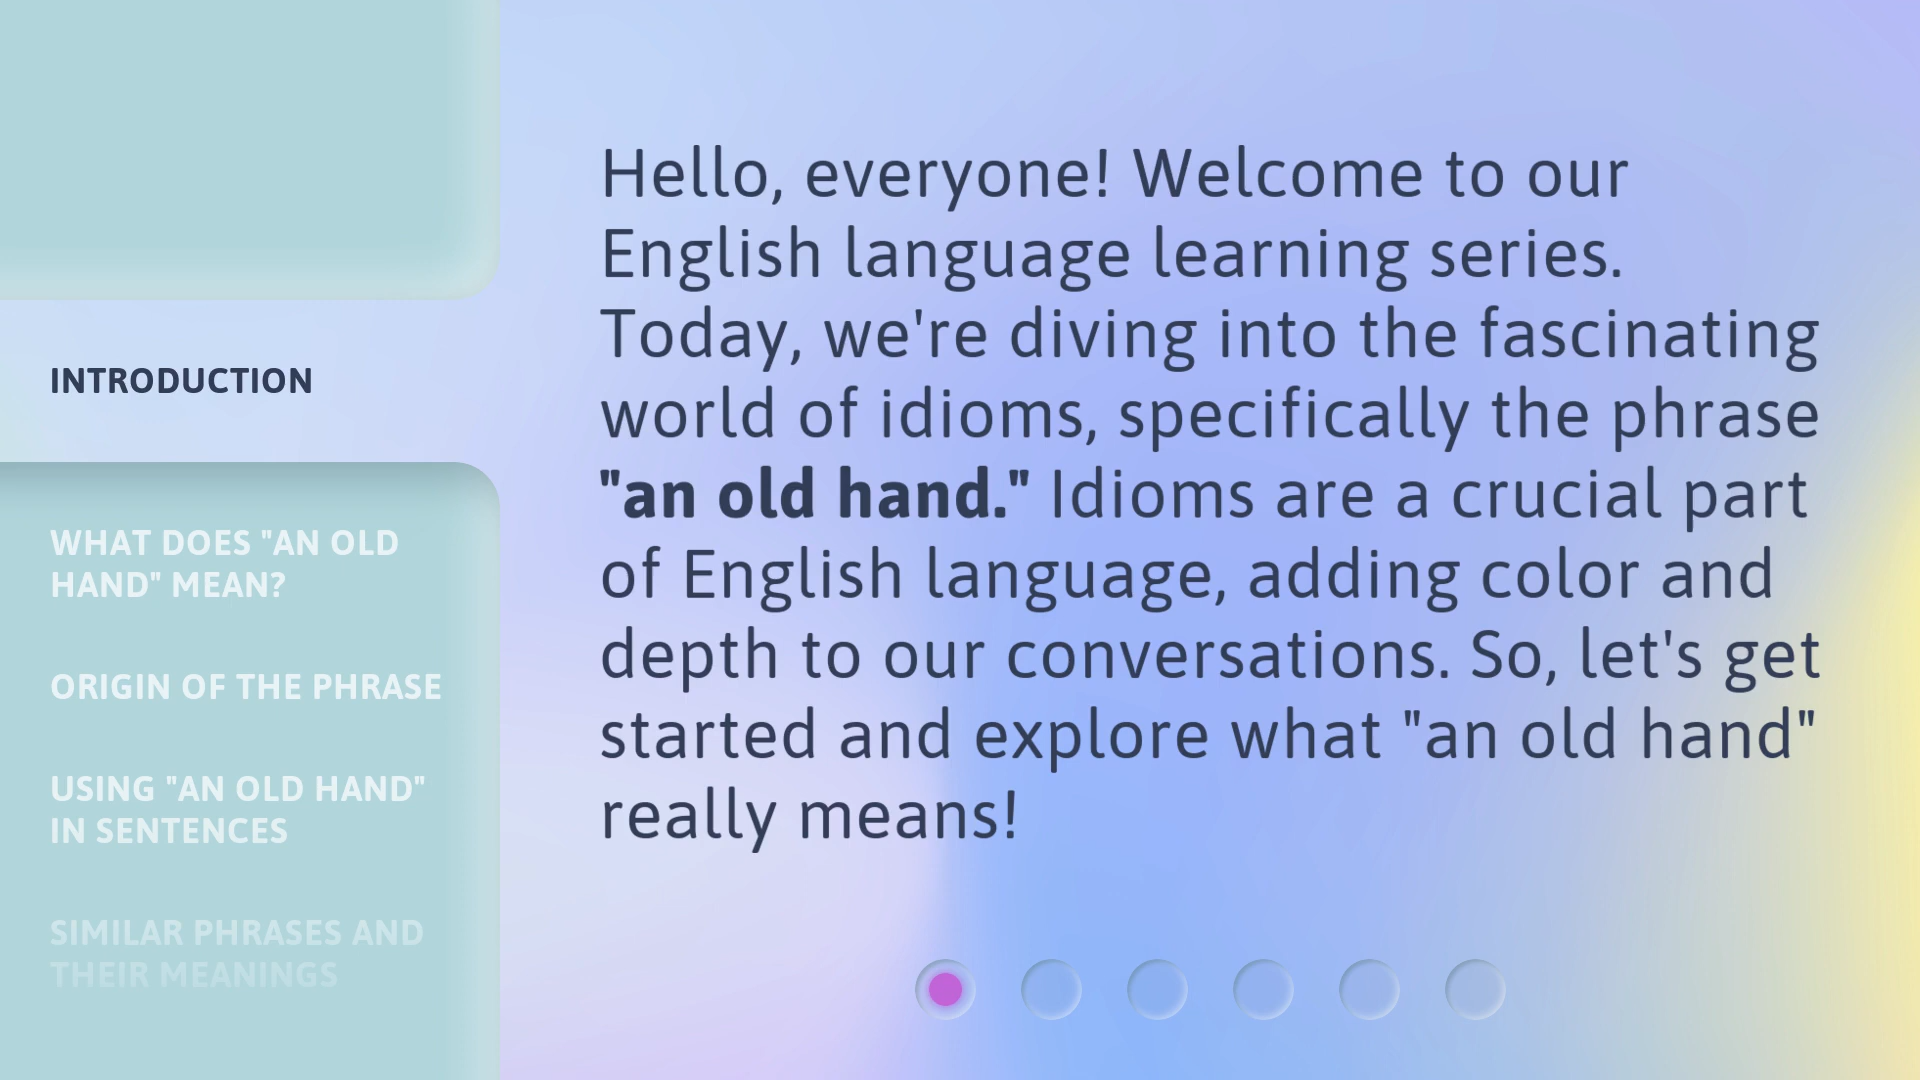 INTRODUCTION
WHAT DOES "AN OLD
HAND" MEAN?
ORIGIN OF THE PHRASE
USING "AN OLD HAND"
IN SENTENCES
SIMILAR PHRASES AND
THEIR MEANINGS
Hello, everyone! Welcome to our
English language learning series.
Today, we're diving into the fascinating
world of idioms, specifically the phrase
"an old hand." Idioms are a crucial part
of English language, adding color and
depth to our conversations. So, let's get
started and explore what "an old hand"
really means!